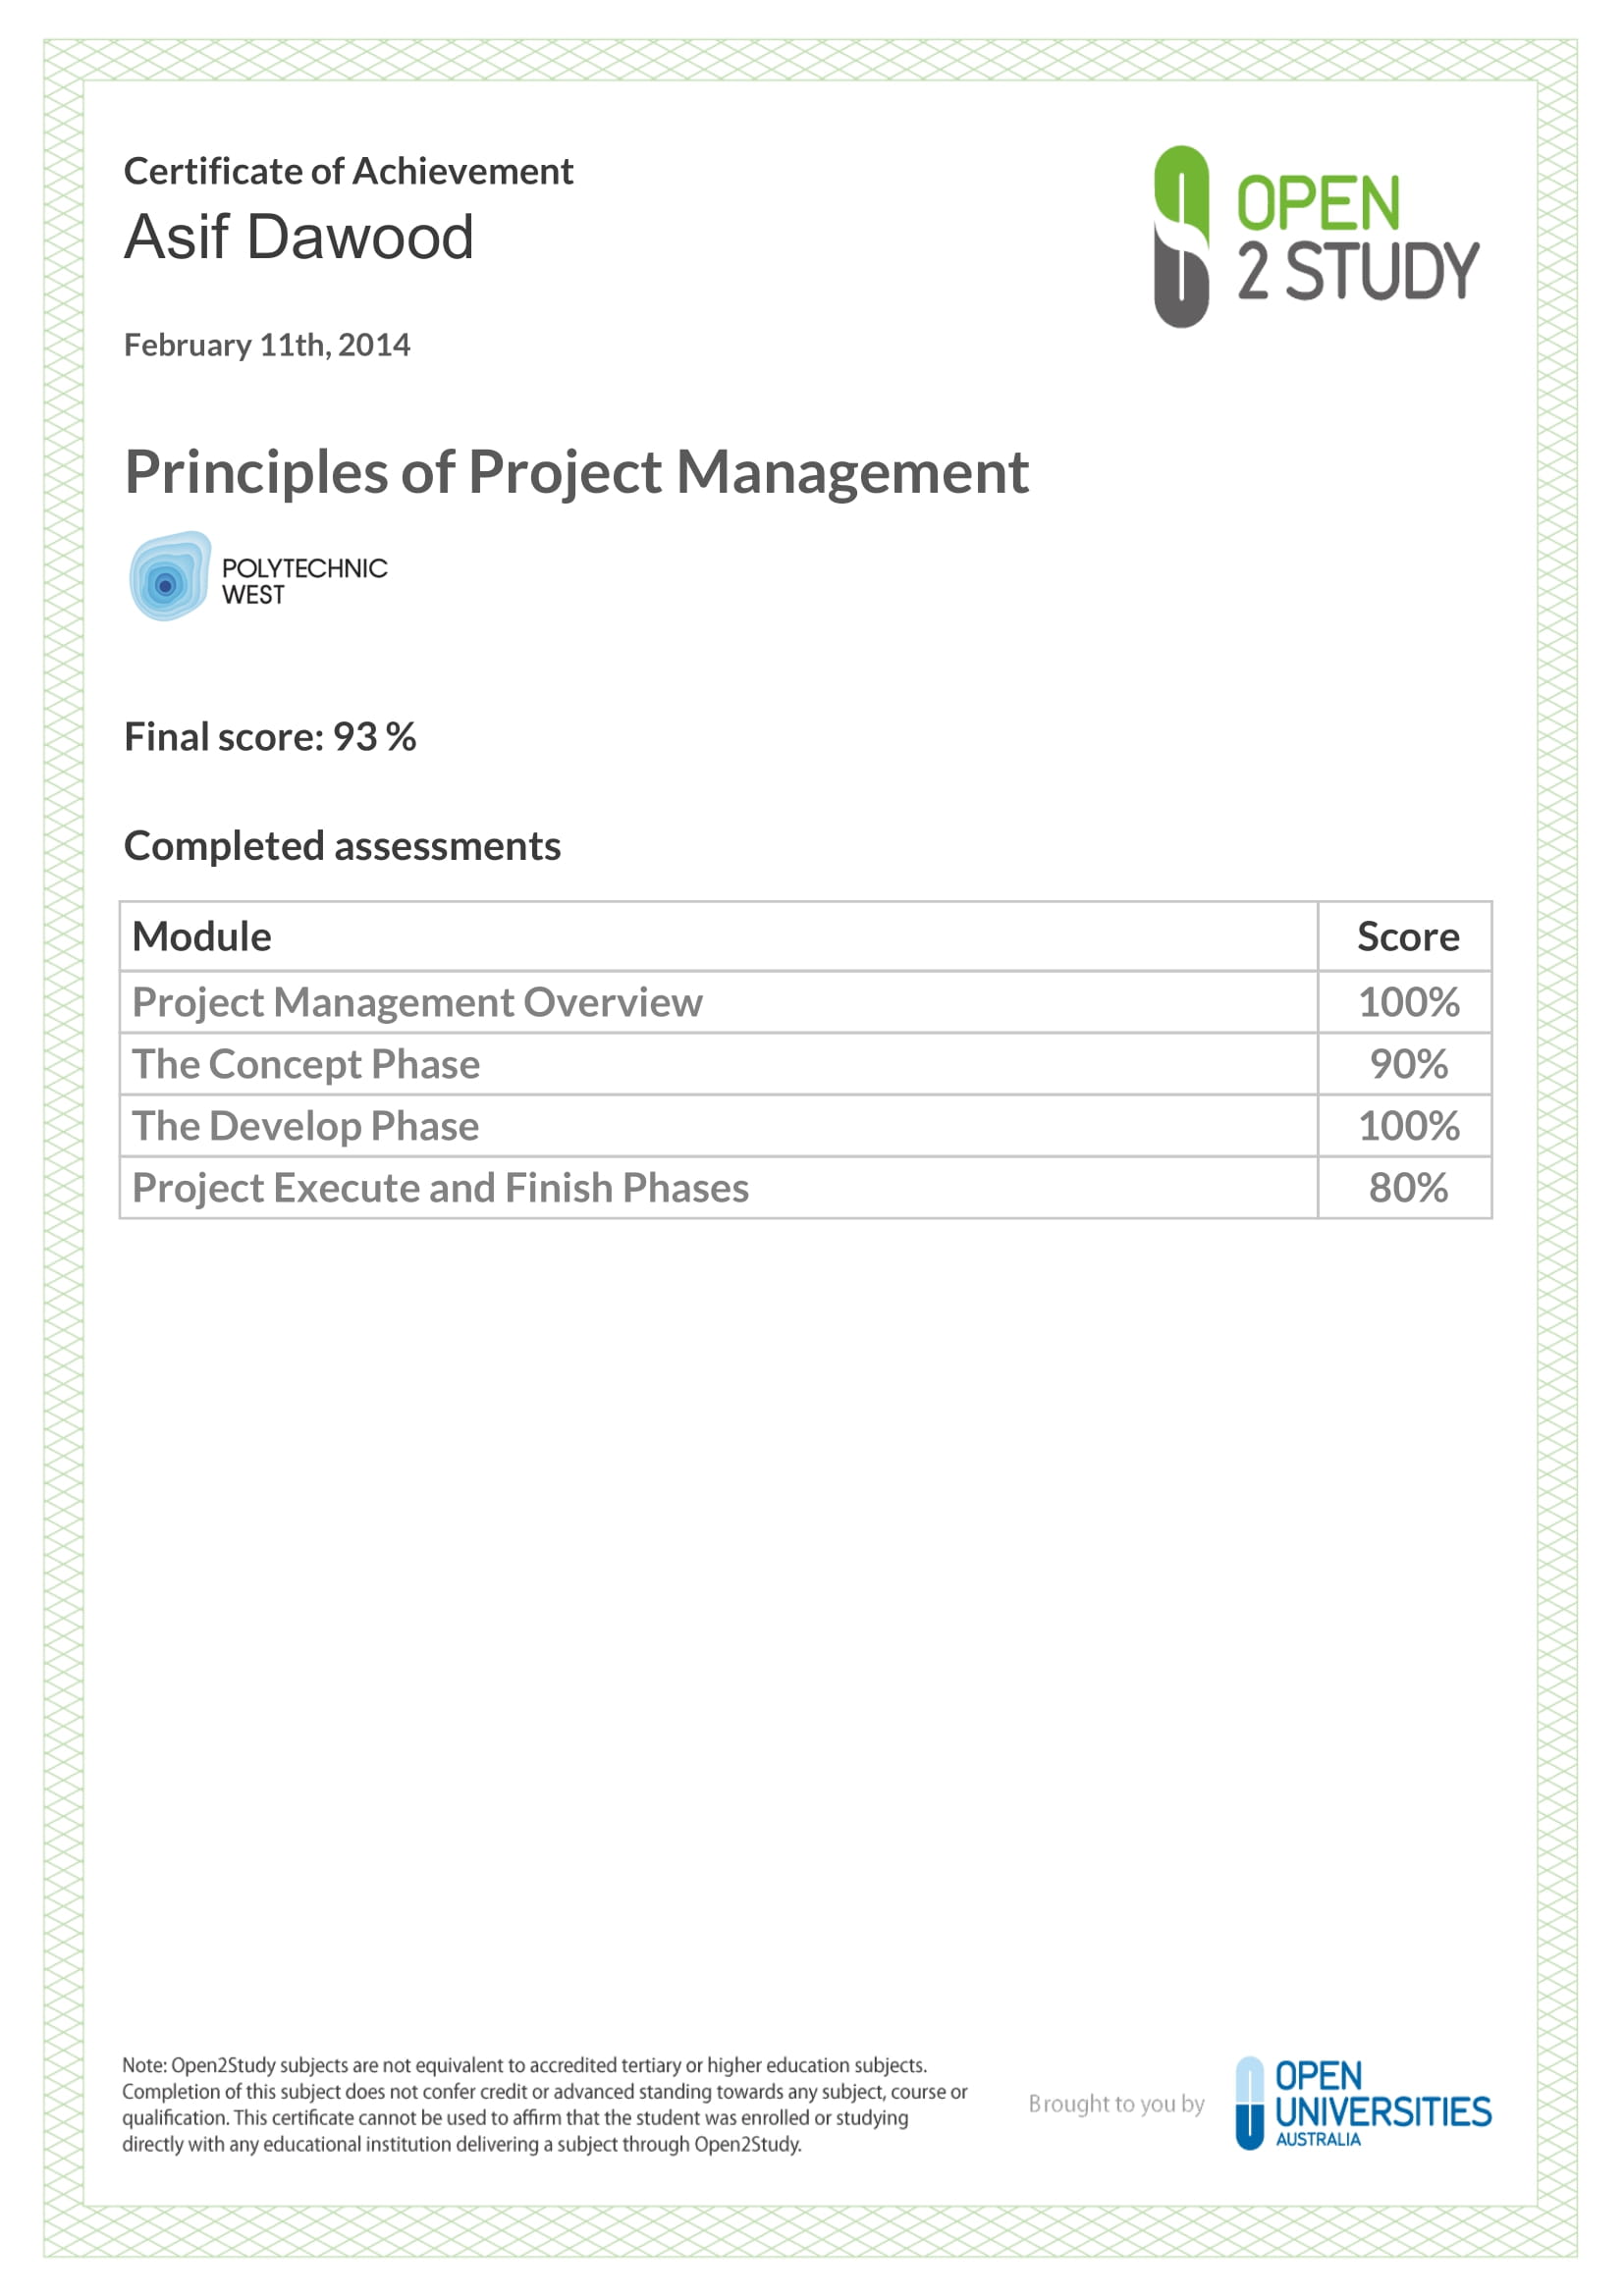 Certificate of Achievement
Asif Dawood
February 11th, 2014
OPEN
2 STUDY
Principles of Project Management
POLYTECHNIC
WEST
Final score: 93 %
Completed assessments
Module Score
Project Management Overview 100%
The Concept Phase 90%
The Develop Phase 100%
Project Execute and Finish Phases 80%
Note: Open2Study subjects are not equivalent to accredited tertiary or higher education subjects.
Completion of this subject does not confer credit or advanced standing towards any subject, course or
qualification. This certificate cannot be used to affirm that the student was enrolled or studying
directly with any educational institution delivering a subject through Open2Study.
Brought to you by
OPEN
UNIVERSITIES
AUSTRALIA